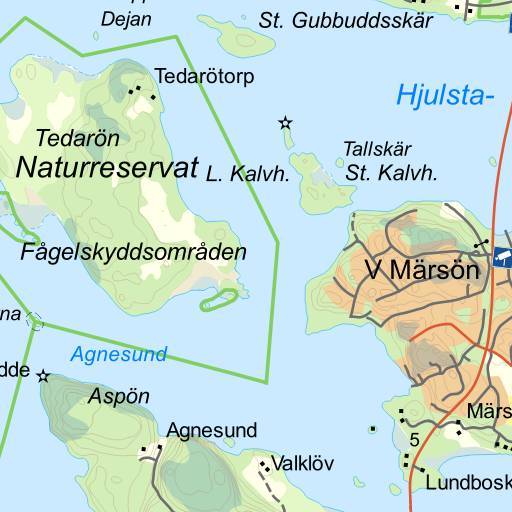 Dejan
St. Gubbuddsskär
Tedarötorp
Hjulsta-
Tedarön
Tallskär
Naturreservat
L. Kalvh.
St. Kalvh.
Fågelskyddsområden
V Märsön
na
Agnesund
dde
Aspön
Märs
Agnesund
5
Valklöv
Lundbosk